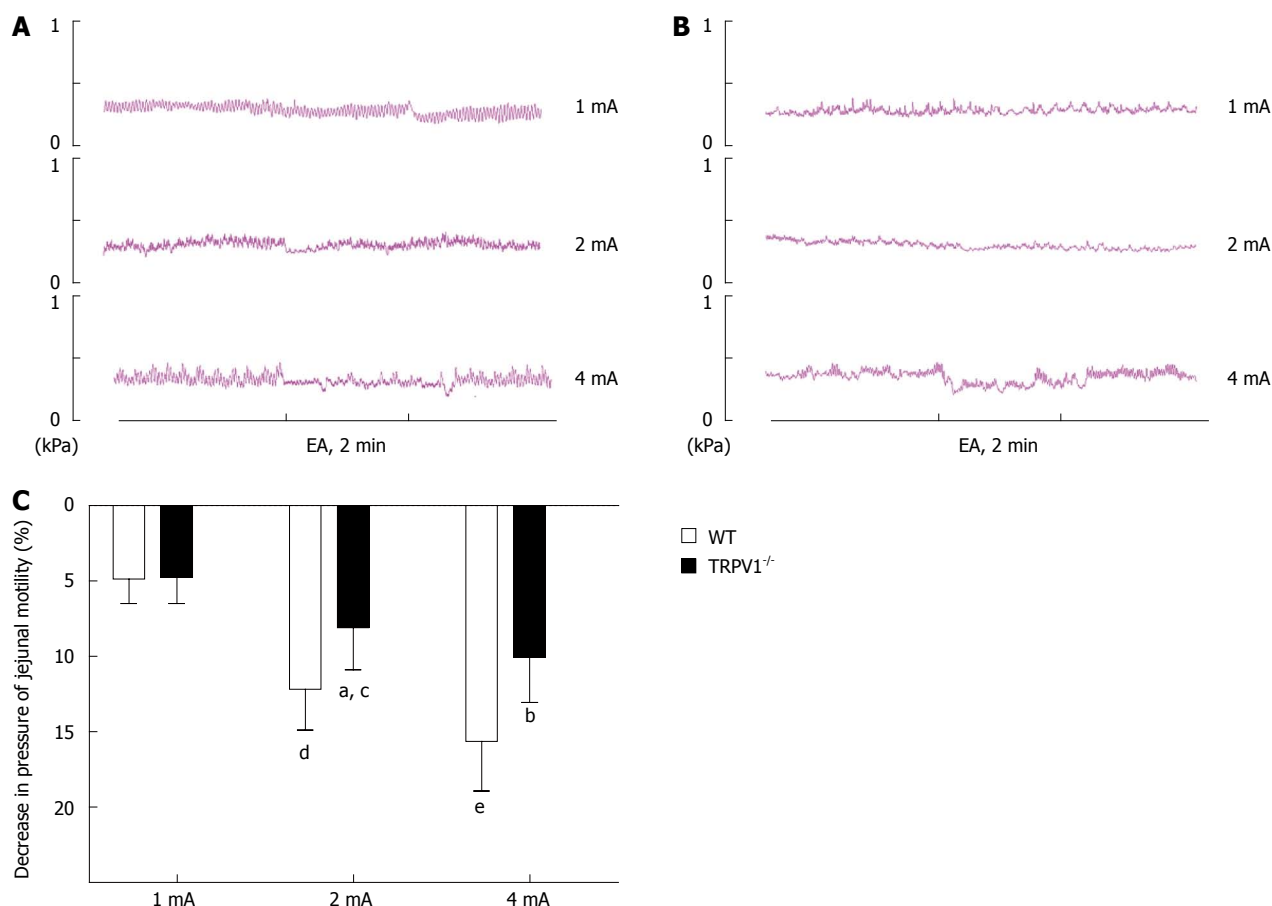 A
1
0
1 mA
1
0
2 mA
1
0
4 mA
(kPa)
EA, 2 min
B
1
0
1 mA
1
0
2 mA
1
0
4 mA
(kPa)
EA, 2 min
C
Decrease in pressure of jejunal motility (%)
0
5
10
15
20
d
a, c
e
b
1 mA
2 mA
4 mA
WT
TRPV1-/-